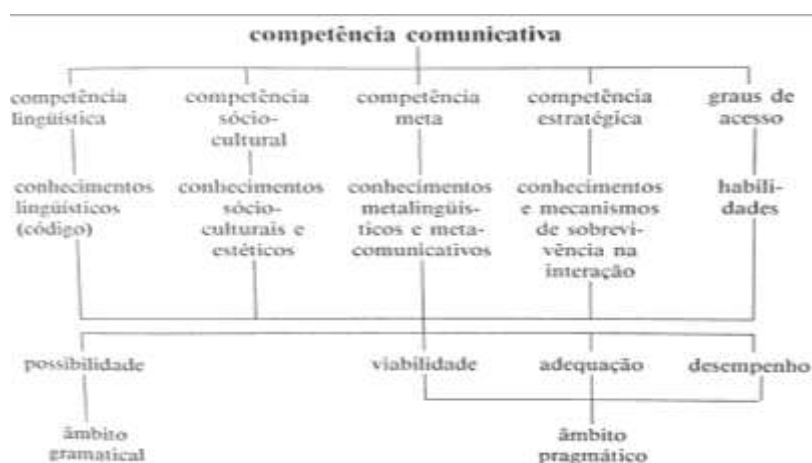 competência comunicativa
competência
lingüística
competência
sócio-
cultural
competência
meta
competência
estratégica
graus de
acesso
conhecimentos
lingüísticos
(código)
conhecimentos
sócio-
culturais e
estéticos
conhecimentos
metalingüís-
ticos e meta-
comunicativos
conhecimentos
e mecanismos
de sobrevi-
vência na
interação
habili-
dades
possibilidade
viabilidade
adequação
desempenho
âmbito
gramatical
âmbito
pragmático